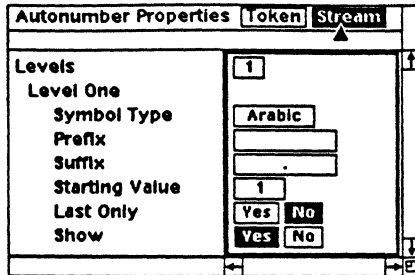 Autonumber Properties Token Stream
Levels 1
Level One
Symbol Type Arabic
Prefix
Suffix .
Starting Value 1
Last Only Yes No
Show Yes No